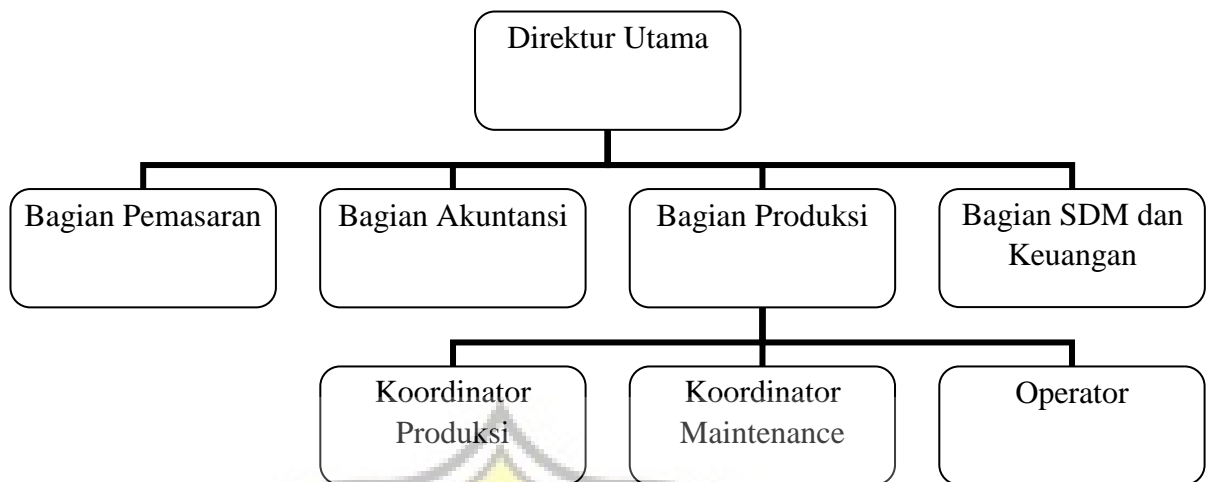 Direktur Utama
Bagian Pemasaran
Bagian Akuntansi
Bagian Produksi
Bagian SDM dan
Keuangan
Koordinator
Produksi
Koordinator
Maintenance
Operator